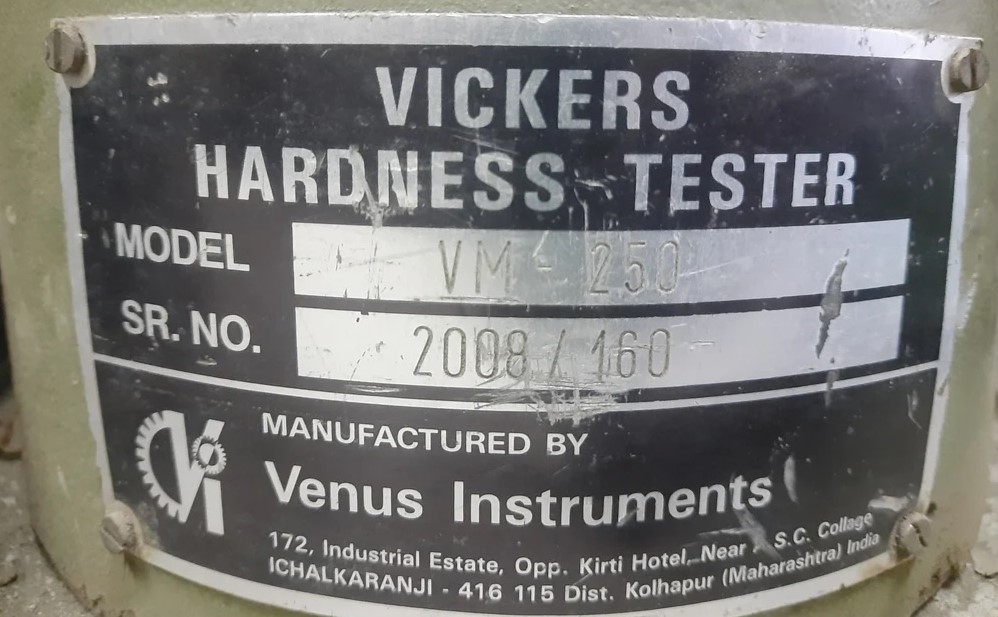 VICKERS
HARDNESS TESTER
MODEL VM - 250
SR. NO. 2008 / 160
MANUFACTURED BY
Venus Instruments
172, Industrial Estate, Opp. Kirti Hotel, Near S.C. Collage
ICHALKARANJI - 416 115 Dist. Kolhapur (Maharashtra) India